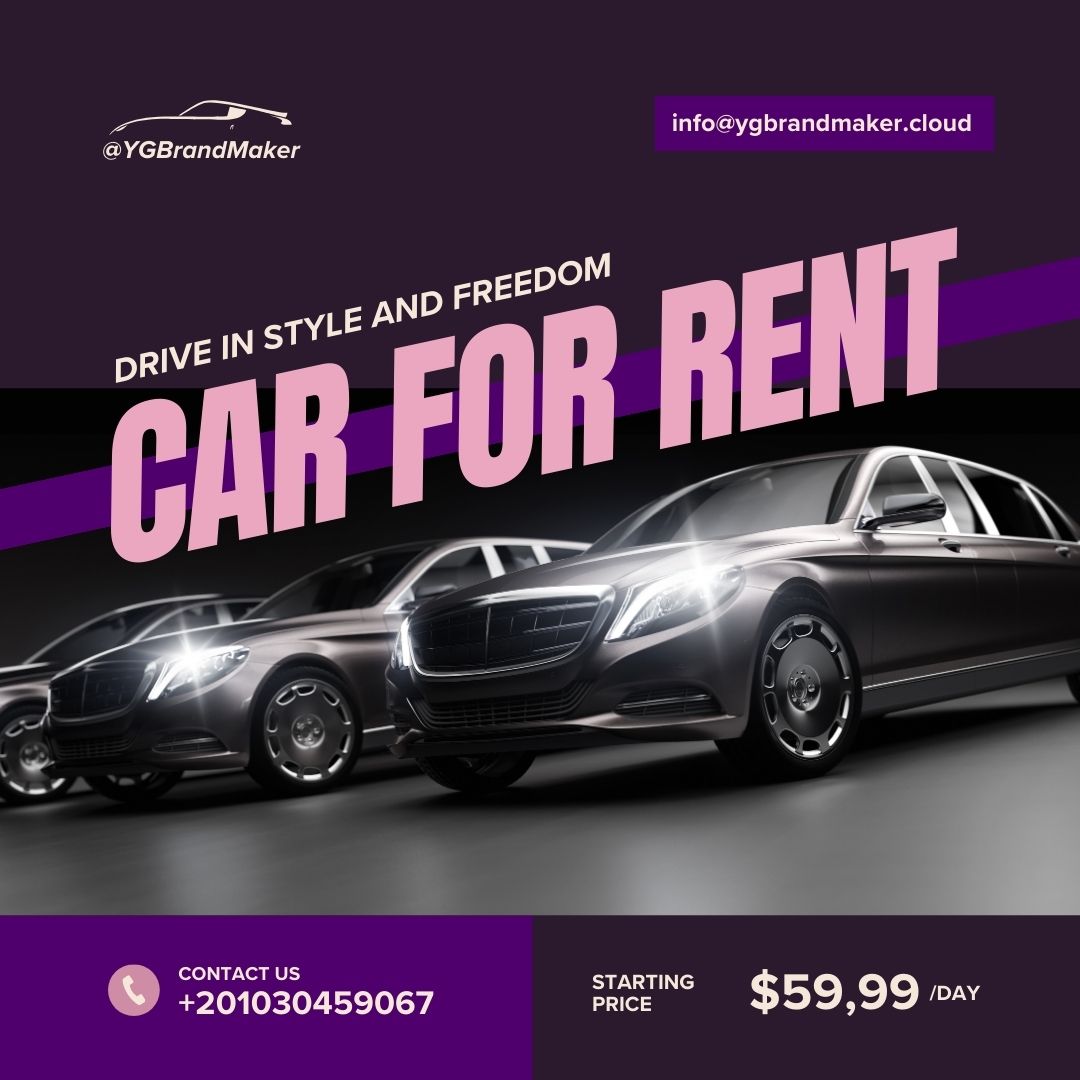 @YGBrandMaker
info@ygbrandmaker.cloud
DRIVE IN STYLE AND FREEDOM
CAR FOR RENT
CONTACT US
+201030459067
STARTING
PRICE
$59,99 /DAY